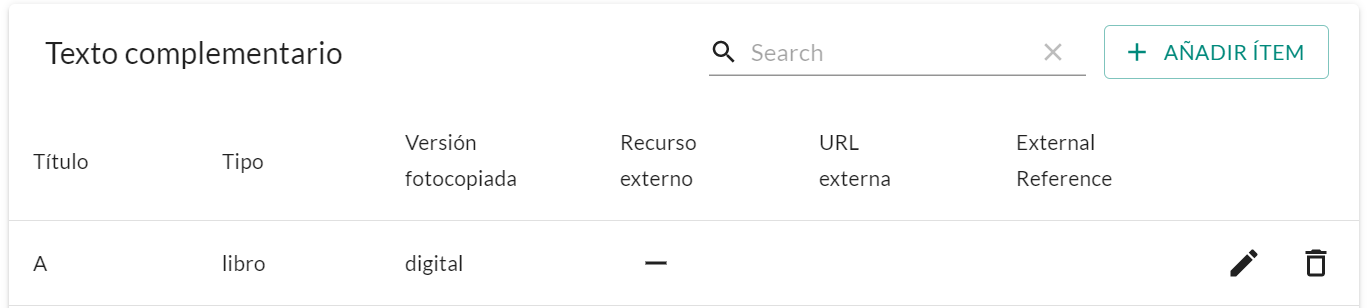 Texto complementario
Search
AÑADIR ÍTEM
Título
Tipo
Versión
fotocopiada
Recurso
externo
URL
externa
External
Reference
A
libro
digital